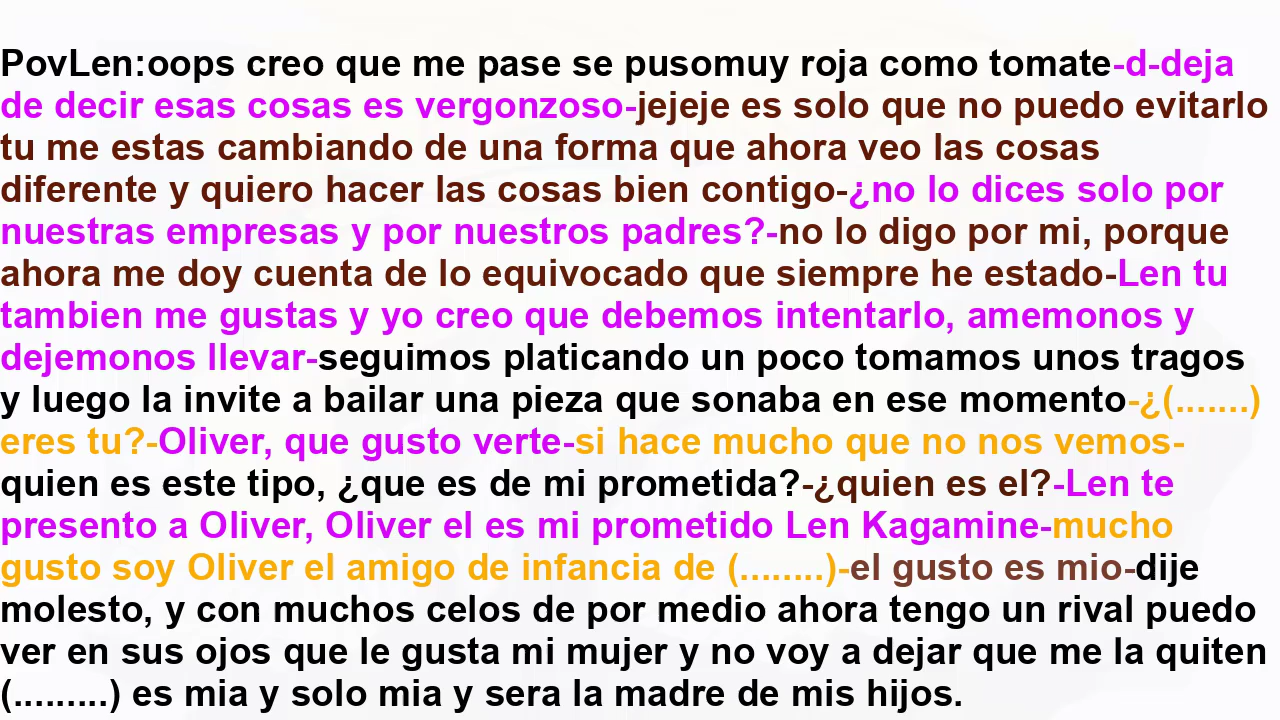 PovLen:oops creo que me pase se pusomuy roja como tomate-d-deja
de decir esas cosas es vergonzoso-jejeje es solo que no puedo evitarlo
tu me estas cambiando de una forma que ahora veo las cosas
diferente y quiero hacer las cosas bien contigo-¿no lo dices solo por
nuestras empresas y por nuestros padres?-no lo digo por mi, porque
ahora me doy cuenta de lo equivocado que siempre he estado-Len tu
tambien me gustas y yo creo que debemos intentarlo, amemonos y
dejemonos llevar-seguimos platicando un poco tomamos unos tragos
y luego la invite a bailar una pieza que sonaba en ese momento-¿(.......)
eres tu?-Oliver, que gusto verte-si hace mucho que no nos vemos-
quien es este tipo, ¿que es de mi prometida?-¿quien es el?-Len te
presento a Oliver, Oliver el es mi prometido Len Kagamine-mucho
gusto soy Oliver el amigo de infancia de (........)-el gusto es mio-dije
molesto, y con muchos celos de por medio ahora tengo un rival puedo
ver en sus ojos que le gusta mi mujer y no voy a dejar que me la quiten
(.........) es mia y solo mia y sera la madre de mis hijos.